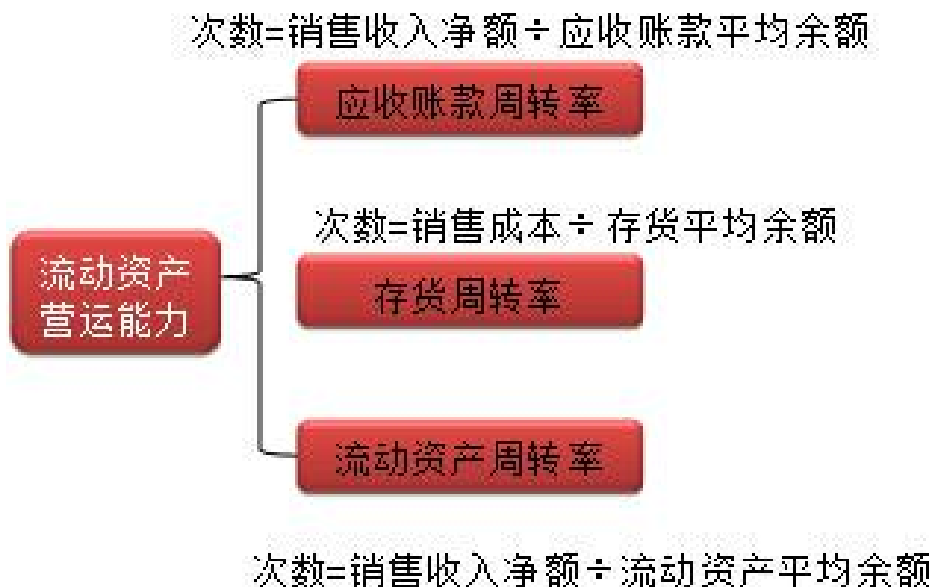 次数=销售收入净额÷应收账款平均余额
应收账款周转率
次数=销售成本÷存货平均余额
流动资产
营运能力
存货周转率
流动资产周转率
次数=销售收入净额÷流动资产平均余额